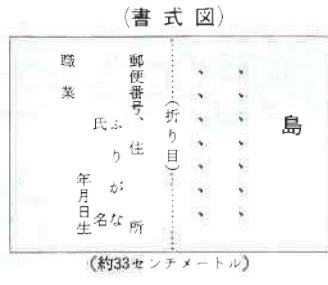 (書式図)
島
、、、、、、、
、、、、、、、
(折り目)
郵便番号、住所
ふりがな
氏名
年月日生
職業
(約33センチメートル)